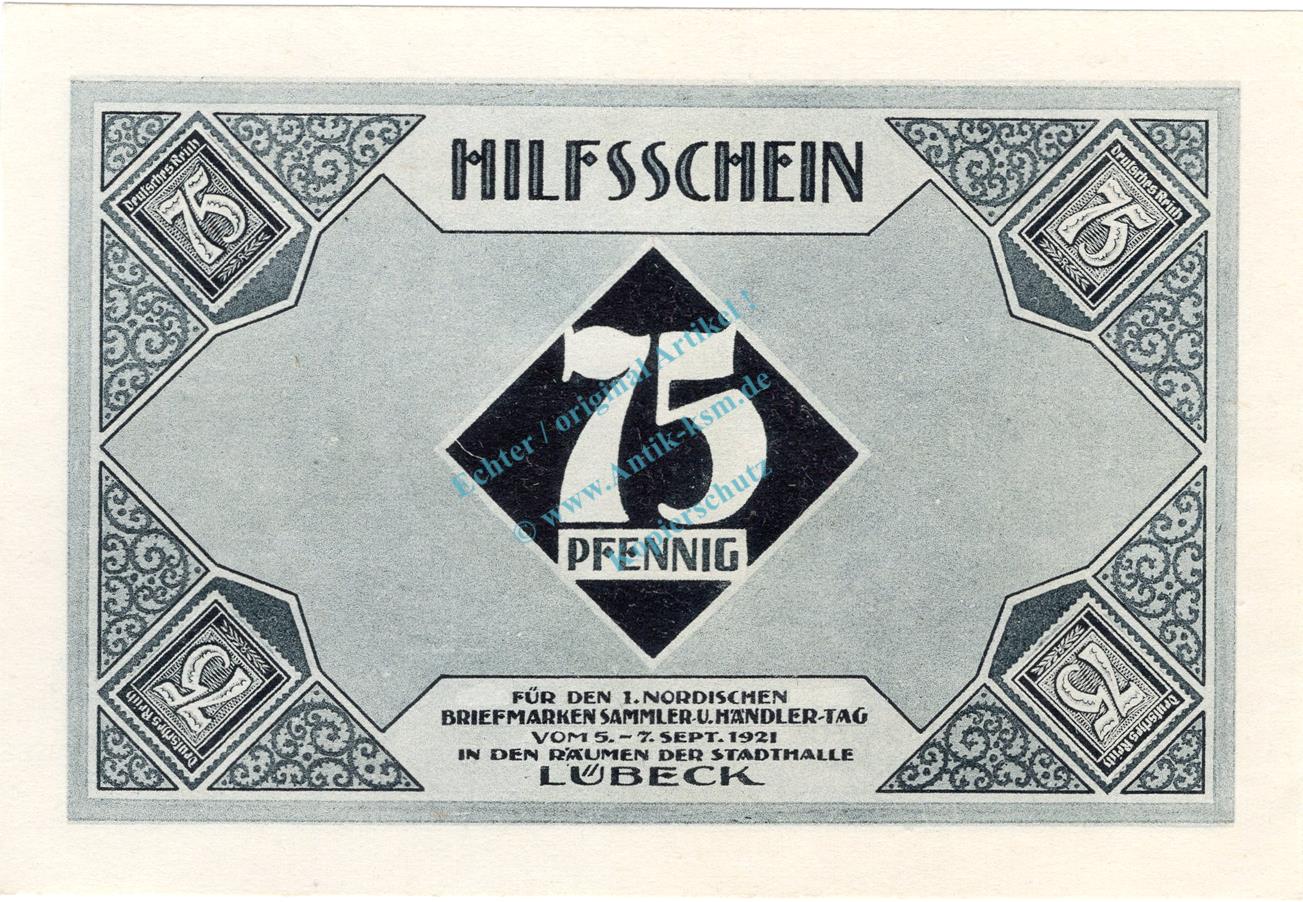 HILFSSCHEIN
Deutsches Reich
75
Deutsches Reich
75
75
PFENNIG
Echter / original Artikel !
© www.Antik-ksm.de
Kopierschutz
75
Deutsches Reich
75
Deutsches Reich
FÜR DEN 1. NORDISCHEN
BRIEFMARKEN SAMMLER-U. HÄNDLER-TAG
VOM 5. - 7. SEPT. 1921
IN DEN RÄUMEN DER STADTHALLE
LÜBECK